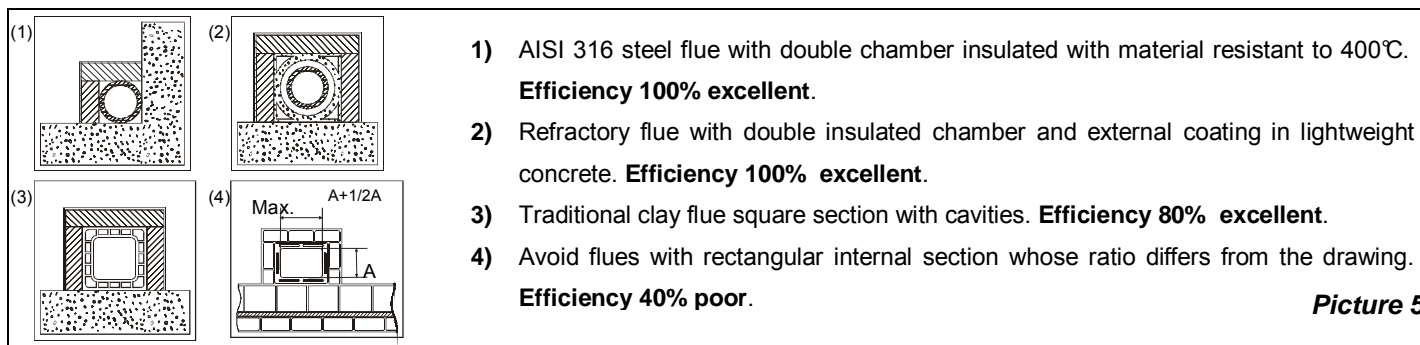 (1)
(2)
(3)
(4)
Max.
A+1/2A
A
1) AISI 316 steel flue with double chamber insulated with material resistant to 400℃.
Efficiency 100% excellent.
2) Refractory flue with double insulated chamber and external coating in lightweight
concrete. Efficiency 100% excellent.
3) Traditional clay flue square section with cavities. Efficiency 80% excellent.
4) Avoid flues with rectangular internal section whose ratio differs from the drawing.
Efficiency 40% poor.
Picture 5